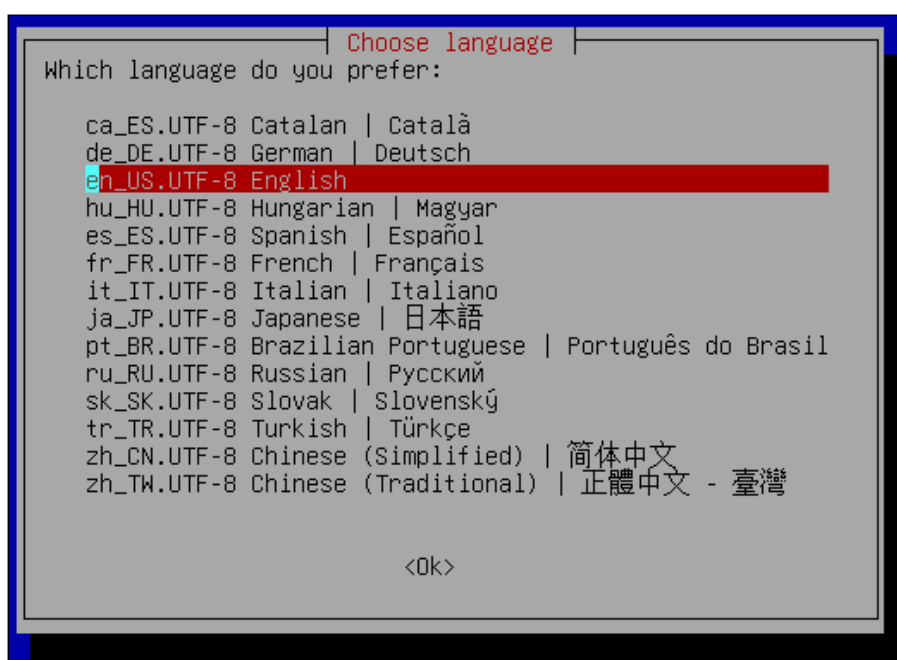 Choose language
Which language do you prefer:
ca_ES.UTF-8 Catalan | Català
de_DE.UTF-8 German | Deutsch
en_US.UTF-8 English
hu_HU.UTF-8 Hungarian | Magyar
es_ES.UTF-8 Spanish | Español
fr_FR.UTF-8 French | Français
it_IT.UTF-8 Italian | Italiano
ja_JP.UTF-8 Japanese | 日本語
pt_BR.UTF-8 Brazilian Portuguese | Português do Brasil
ru_RU.UTF-8 Russian | Русский
sk_SK.UTF-8 Slovak | Slovenský
tr_TR.UTF-8 Turkish | Türkçe
zh_CN.UTF-8 Chinese (Simplified) | 简体中文
zh_TW.UTF-8 Chinese (Traditional) | 正體中文 - 臺灣
<Ok>